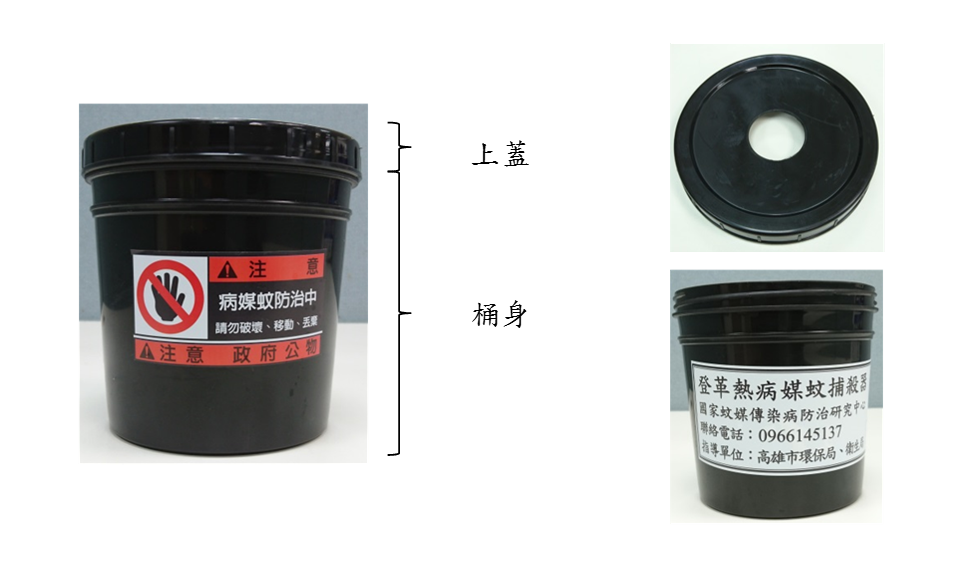 上蓋
桶身
注意
病媒蚊防治中
請勿破壞、移動、丟棄
注意 政府公物
登革熱病媒蚊捕殺器
國家蚊媒傳染病防治研究中心
聯絡電話：0966145137
指導單位：高雄市環保局、衛生局